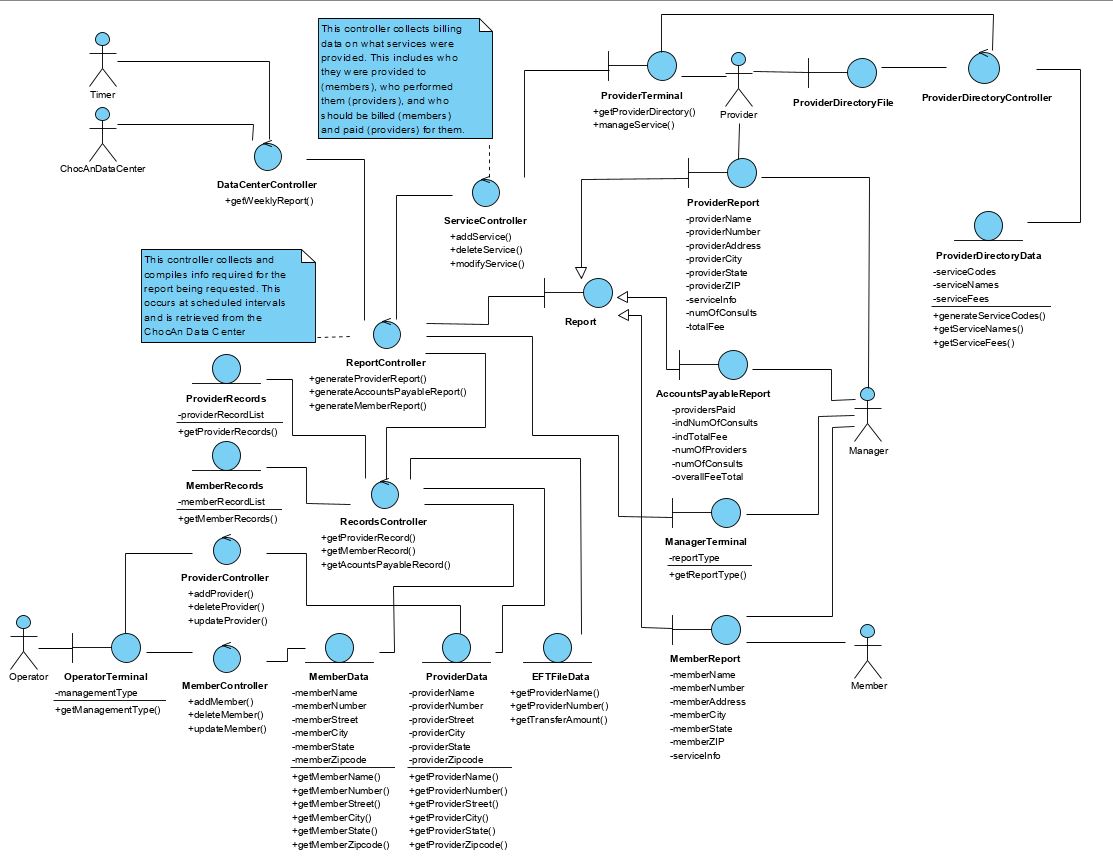 This controller collects billing
data on what services were
provided. This includes who
they were provided to
(members), who performed
them (providers), and who
should be billed (members)
and paid (providers) for them.
Timer
ChocAnDataCenter
DataCenterController
+getWeeklyReport()
ServiceController
+addService()
+deleteService()
+modifyService()
ProviderTerminal
+getProviderDirectory()
+manageService()
Provider
ProviderDirectoryFile
ProviderDirectoryController
ProviderReport
-providerName
-providerNumber
-providerAddress
-providerCity
-providerState
-providerZIP
-serviceInfo
-numOfConsults
-totalFee
ProviderDirectoryData
-serviceCodes
-serviceNames
-serviceFees
+generateServiceCodes()
+getServiceNames()
+getServiceFees()
This controller collects and
compiles info required for the
report being requested. This
occurs at scheduled intervals
and is retrieved from the
ChocAn Data Center
Report
ReportController
+generateProviderReport()
+generateAccountsPayableReport()
+generateMemberReport()
ProviderRecords
-providerRecordList
+getProviderRecords()
AccountsPayableReport
-providersPaid
-indNumOfConsults
-indTotalFee
-numOfProviders
-numOfConsults
-overallFeeTotal
Manager
MemberRecords
-memberRecordList
+getMemberRecords()
RecordsController
+getProviderRecord()
+getMemberRecord()
+getAcountsPayableRecord()
ManagerTerminal
-reportType
+getReportType()
ProviderController
+addProvider()
+deleteProvider()
+updateProvider()
Operator
OperatorTerminal
-managementType
+getManagementType()
MemberController
+addMember()
+deleteMember()
+updateMember()
MemberData
-memberName
-memberNumber
-memberStreet
-memberCity
-memberState
-memberZipcode
+getMemberName()
+getMemberNumber()
+getMemberStreet()
+getMemberCity()
+getMemberState()
+getMemberZipcode()
ProviderData
-providerName
-providerNumber
-providerStreet
-providerCity
-providerState
-providerZipcode
+getProviderName()
+getProviderNumber()
+getProviderStreet()
+getProviderCity()
+getProviderState()
+getProviderZipcode()
EFTFileData
+getProviderName()
+getProviderNumber()
+getTransferAmount()
MemberReport
-memberName
-memberNumber
-memberAddress
-memberCity
-memberState
-memberZIP
-serviceInfo
Member